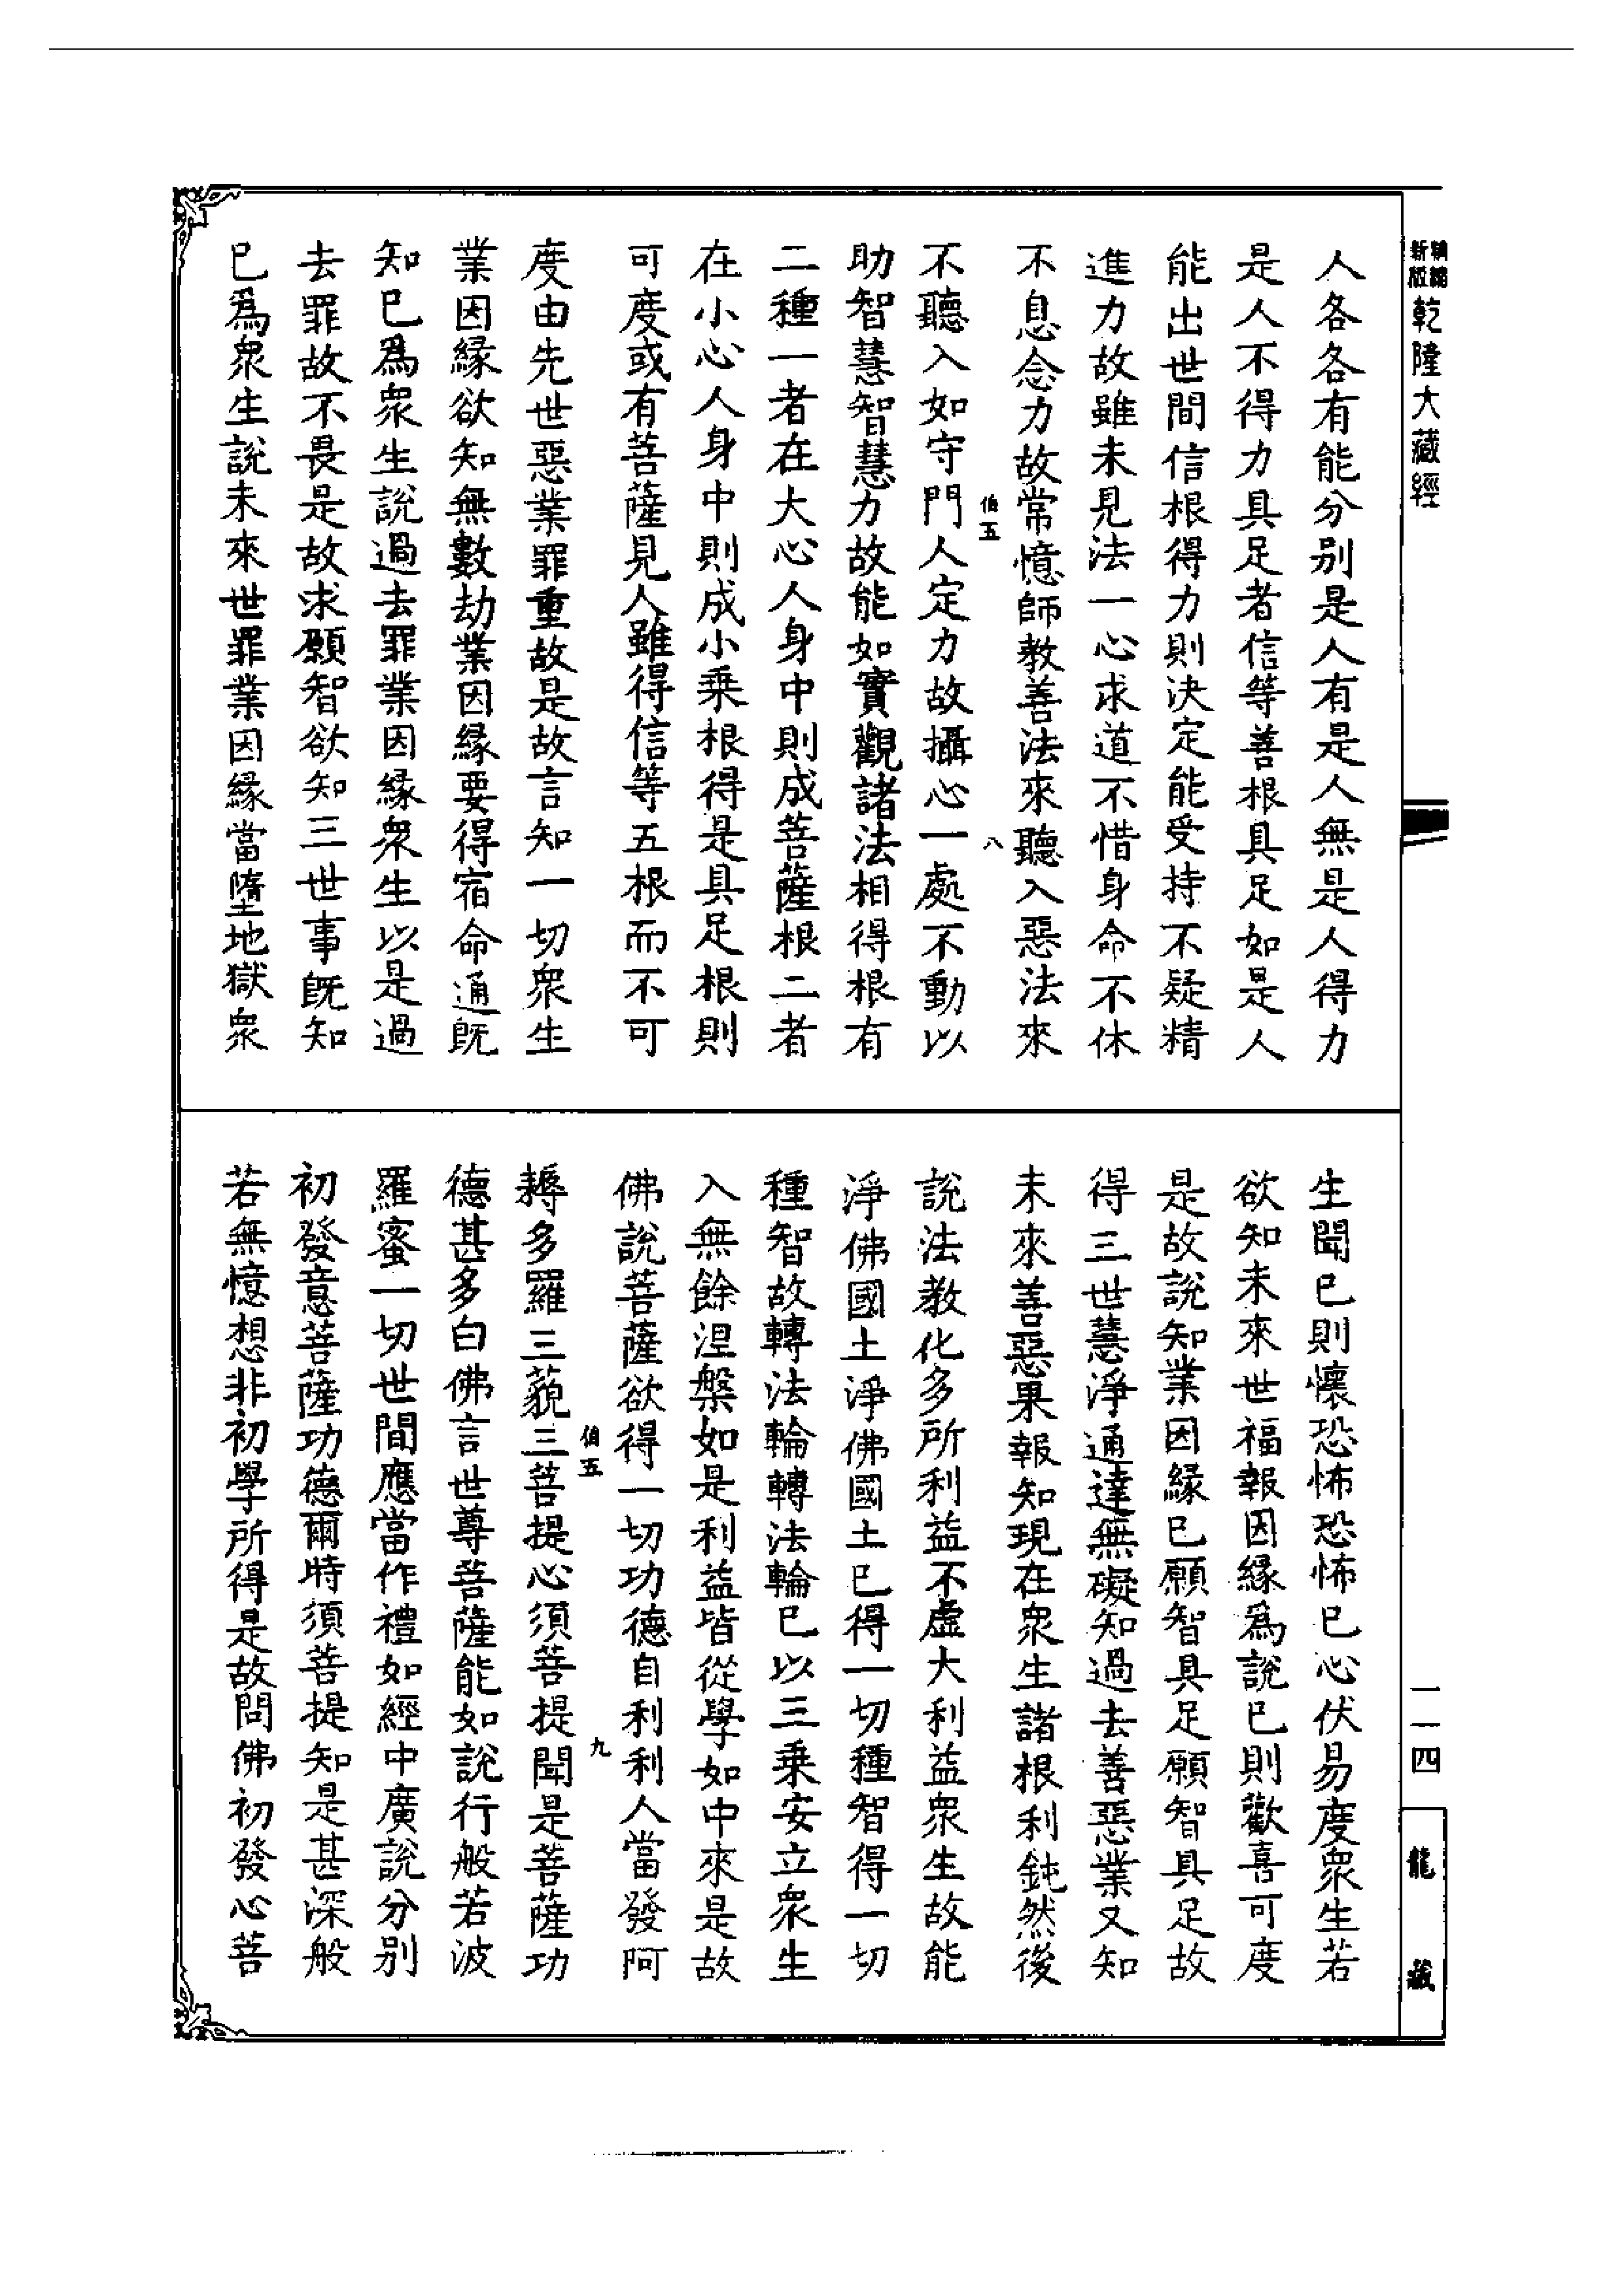 精縮新版乾隆大藏經
人各各有能分別是人有是人無是人得力
是人不得力具足者信等善根具足如是人
能出世間信根得力則決定能受持不疑精
進力故雖未見法一心求道不惜身命不休
不息念力故常憶師教善法來聽入惡法來
伯五
八
不聽入如守門人定力故攝心一處不動以
助智慧智慧力故能如實觀諸法相得根有
二種一者在大心人身中則成菩薩根二者
在小心人身中則成小乘根得是具足根則
可度或有菩薩見人雖得信等五根而不可
度由先世惡業罪重故是故言知一切眾生
業因緣欲知無數劫業因緣要得宿命通旣
知已為眾生說過去罪業因緣眾生以是過
去罪故不畏是故求願智欲知三世事旣知
已為眾生說未來世罪業因緣當墮地獄眾
生聞已則懷恐怖恐怖已心伏易度眾生若
欲知未來世福報因緣為說已則歡喜可度
是故說知業因緣已願智具足願智具足故
得三世慧淨通達無礙知過去善惡業又知
未來善惡果報知現在眾生諸根利鈍然後
說法教化多所利益不虛大利益眾生故能
淨佛國土淨佛國土已得一切種智得一切
種智故轉法輪轉法輪已以三乘安立眾生
入無餘涅槃如是利益皆從學如中來是故
佛說菩薩欲得一切功德自利利人當發阿
伯五
九
耨多羅三藐三菩提心須菩提聞是菩薩功
德甚多白佛言世尊菩薩能如說行般若波
羅蜜一切世間應當作禮如經中廣說分別
初發意菩薩功德爾時須菩提知是甚深般
若無憶想非初學所得是故問佛初發心菩
一一四
龍藏